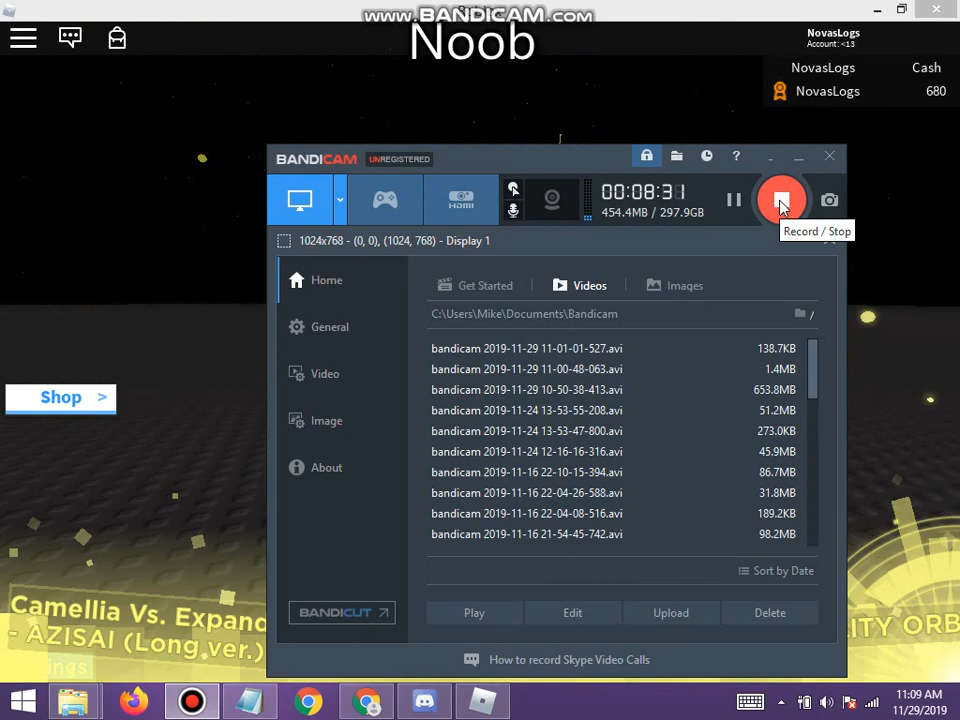 www.BANDICAM.com
Noob
NovasLogs
Account: <13
NovasLogs Cash
NovasLogs 680
BANDICAM UNREGISTERED
?
HDMI
00:08:31
454.4MB / 297.9GB
Record / Stop
1024x768 - (0, 0), (1024, 768) - Display 1
Home
General
Video
Image
About
BANDICUT
Get Started
Videos
Images
C:\Users\Mike\Documents\Bandicam
/
bandicam 2019-11-29 11-01-01-527.avi 138.7KB
bandicam 2019-11-29 11-00-48-063.avi 1.4MB
bandicam 2019-11-29 10-50-38-413.avi 653.8MB
bandicam 2019-11-24 13-53-55-208.avi 51.2MB
bandicam 2019-11-24 13-53-47-800.avi 273.0KB
bandicam 2019-11-24 12-16-16-316.avi 45.9MB
bandicam 2019-11-16 22-10-15-394.avi 86.7MB
bandicam 2019-11-16 22-04-26-588.avi 31.8MB
bandicam 2019-11-16 22-04-08-516.avi 189.2KB
bandicam 2019-11-16 21-54-45-742.avi 98.2MB
Sort by Date
Play Edit Upload Delete
How to record Skype Video Calls
Shop >
Camellia Vs. Expand
- AZISAI (Long ver.)
ings
ITY ORB
11:09 AM
11/29/2019